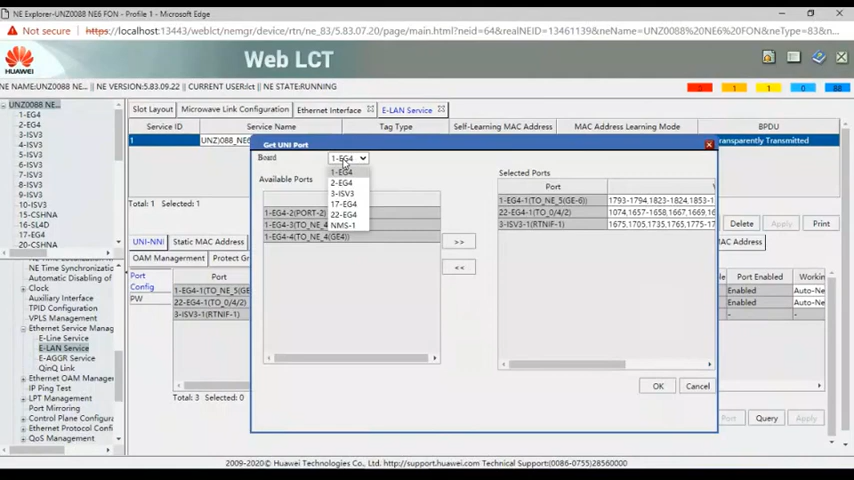 NE Explorer-UNZ0088 NE6 FON - Profile 1 - Microsoft Edge
Not secure https://localhost:13443/weblct/nemgr/device/rtn/ne_83/5.83.07.20/page/main.html?neid=64&realNEID=13461139&neName=UNZ0088%20NE6%20FON&neType=83&n...
HUAWEI
Web LCT
NE NAME:UNZ0088 NE6 FON NE VERSION:5.83.09.22 CURRENT USER:lct NE STATE:RUNNING
0 1 1 0 88
UNZ0088 NE...
1-EG4
2-EG4
3-ISV3
4-ISV3
5-ISV3
6-ISV3
7-ISV3
8-ISV3
9-ISV3
10-ISV3
15-CSHNA
16-SL4D
17-EG4
20-CSHNA
NE Time Synchronizatio
Automatic Disabling of
Clock
Auxiliary Interface
TPID Configuration
VPLS Management
Ethernet Service Manag
E-Line Service
E-LAN Service
E-AGGR Service
QinQ Link
Ethernet OAM Manager
IP Ping Test
LPT Management
Port Mirroring
Control Plane Configura
Ethernet Protocol Confi
QoS Management
Slot Layout Microwave Link Configuration Ethernet Interface E-LAN Service
Service ID Service Name Tag Type Self-Learning MAC Address MAC Address Learning Mode BPDU
1 UNZ)088_NE6 ransparently Transmitted
Total: 1 Selected:
Delete Apply Print
UNI-NNI Static MAC Address AC Address
QAM Management Protect Gr
Port Config
PW
Port Port Enabled Workin
1-EG4-1(TO_NE_5(GE Enabled Auto-Ne
22-EG4-1(TO_0/4/2) Enabled Auto-Ne
3-ISV3-1(RTNIF-1) - -
Total: 3 Selected: 0
Port Query Apply
Get UNI Port
Board 1-EG4
1-EG4
2-EG4
3-ISV3
17-EG4
22-EG4
NMS-1
Available Ports
1-EG4-2(PORT-2)
1-EG4-3(TO_NE_4
1-EG4-4(TO_NE_4(GE4))
>>
<<
Selected Ports
Port V
1-EG4-1(TO_NE_5(GE-6)) 1793-1794,1823-1824,1853-1
22-EG4-1(TO_0/4/2) 1074,1657-1658,1667,1669,16
3-ISV3-1(RTNIF-1) 1675,1705,1735,1765,1775-17
OK Cancel
2009-2020© Huawei Technologies Co., Ltd. http://support.huawei.com Technical Support:(0086-0755)28560000